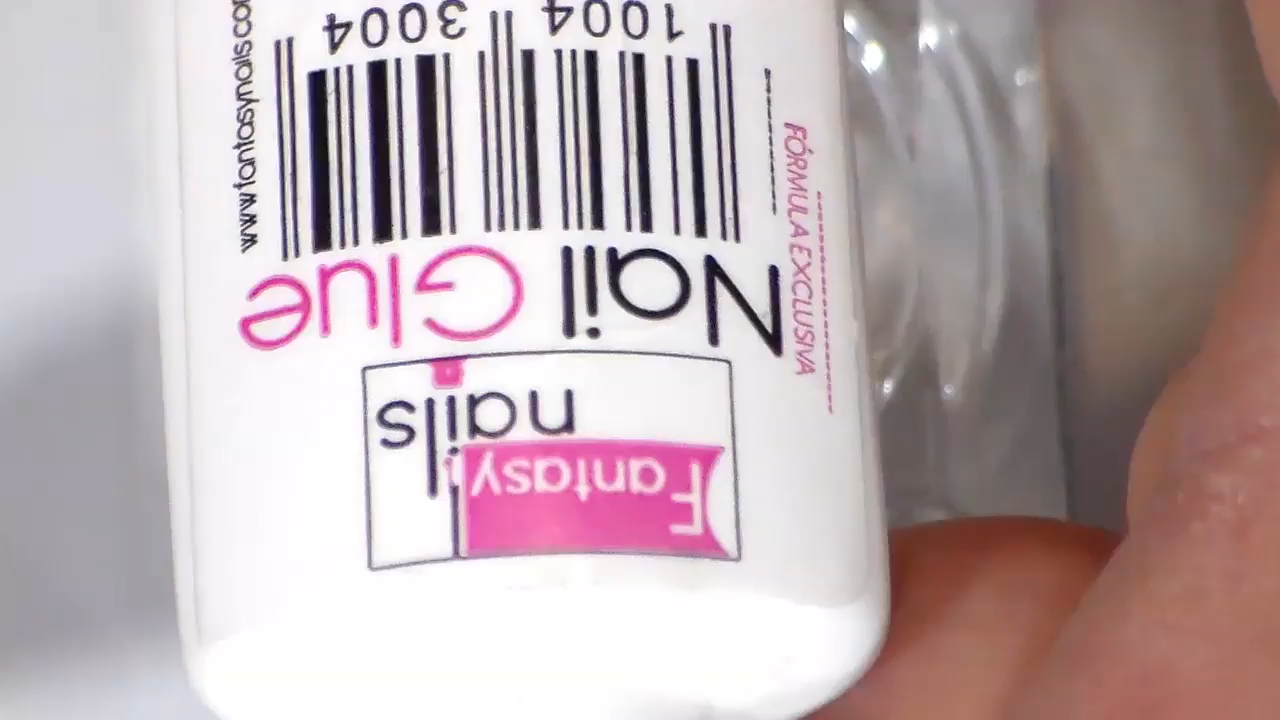 Fantasy
nails
Nail Glue
1004 3004
FÓRMULA EXCLUSIVA
www.fantasynails.co